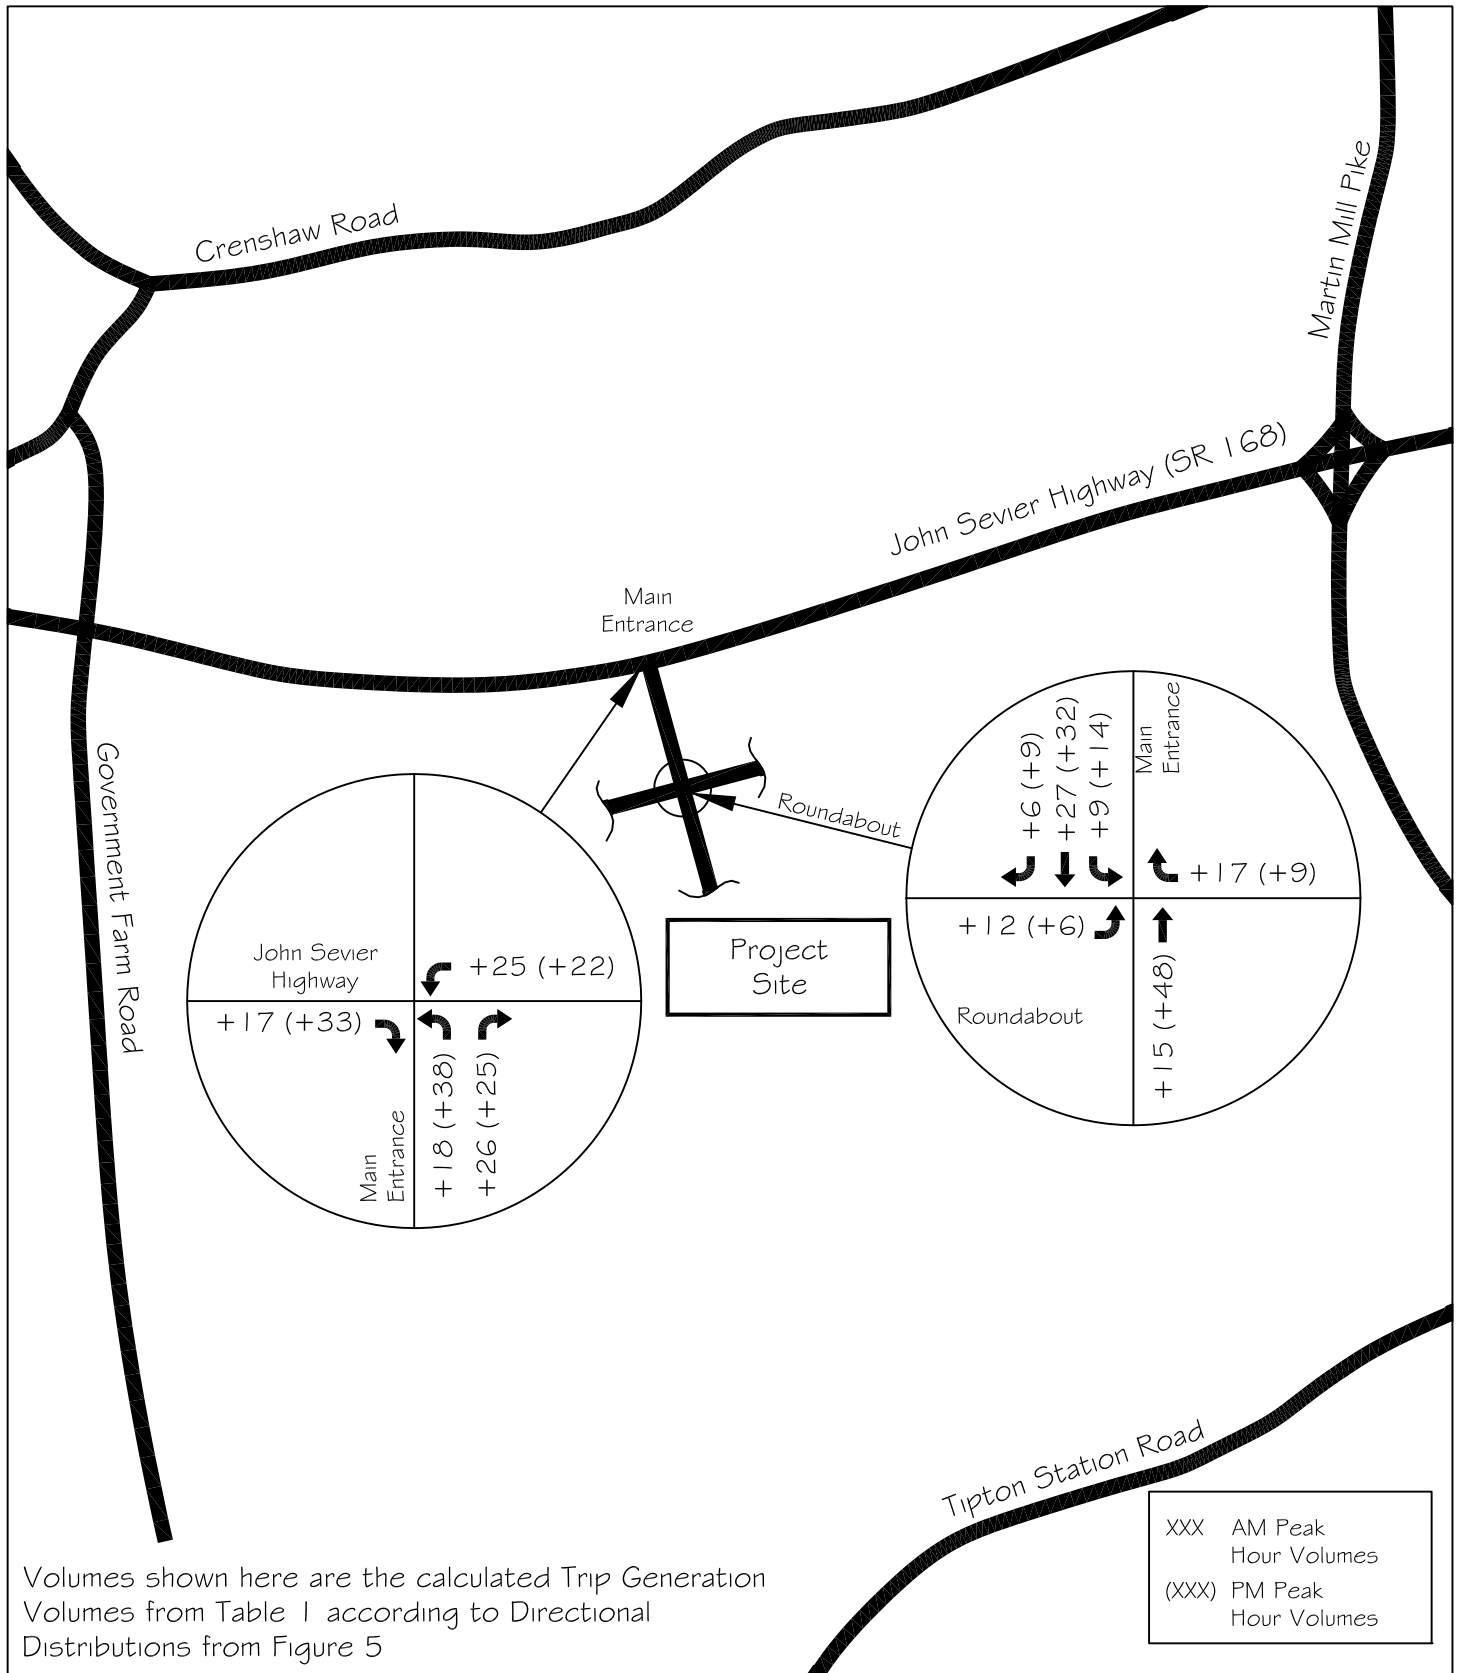 Crenshaw Road
Martin Mill Pike
John Sevier Highway (SR 168)
Main
Entrance
Government Farm Road
Roundabout
+6 (+9)
+27 (+32)
+9 (+14)
Main
Entrance
+17 (+9)
+12 (+6)
Roundabout
+15 (+48)
John Sevier
Highway
+25 (+22)
+17 (+33)
Main
Entrance
+18 (+38)
+26 (+25)
Project
Site
Tipton Station Road
XXX AM Peak
Hour Volumes
(XXX) PM Peak
Hour Volumes
Volumes shown here are the calculated Trip Generation
Volumes from Table 1 according to Directional
Distributions from Figure 5